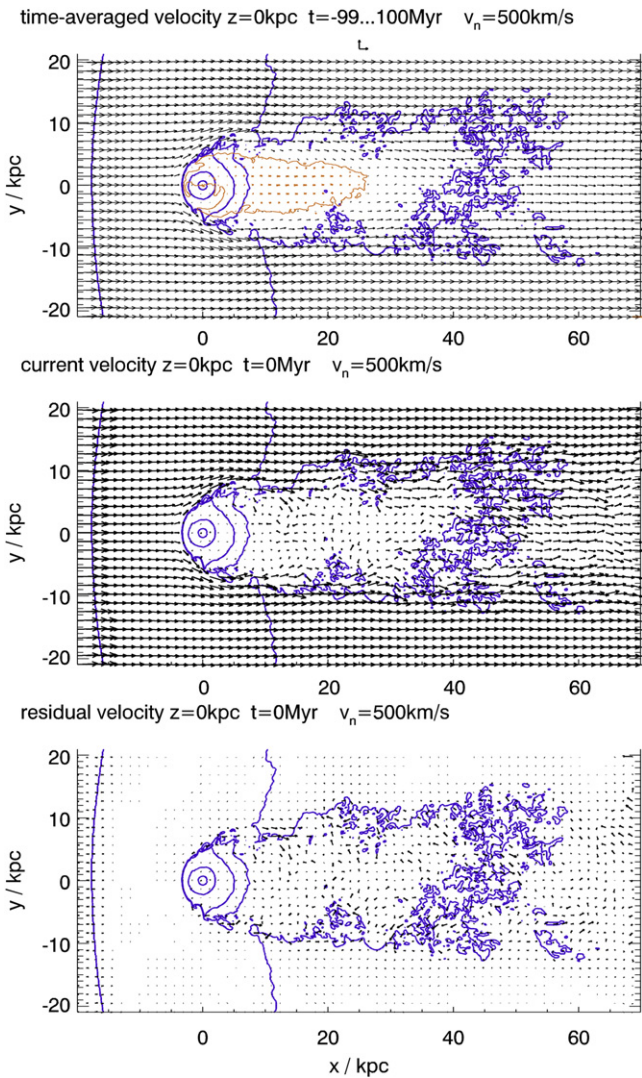 time-averaged velocity z=0kpc t=-99...100Myr v_n=500km/s
20
10
0
-10
-20
y / kpc
0 20 40 60
current velocity z=0kpc t=0Myr v_n=500km/s
20
10
0
-10
-20
y / kpc
0 20 40 60
residual velocity z=0kpc t=0Myr v_n=500km/s
20
10
0
-10
-20
y / kpc
0 20 40 60
x / kpc